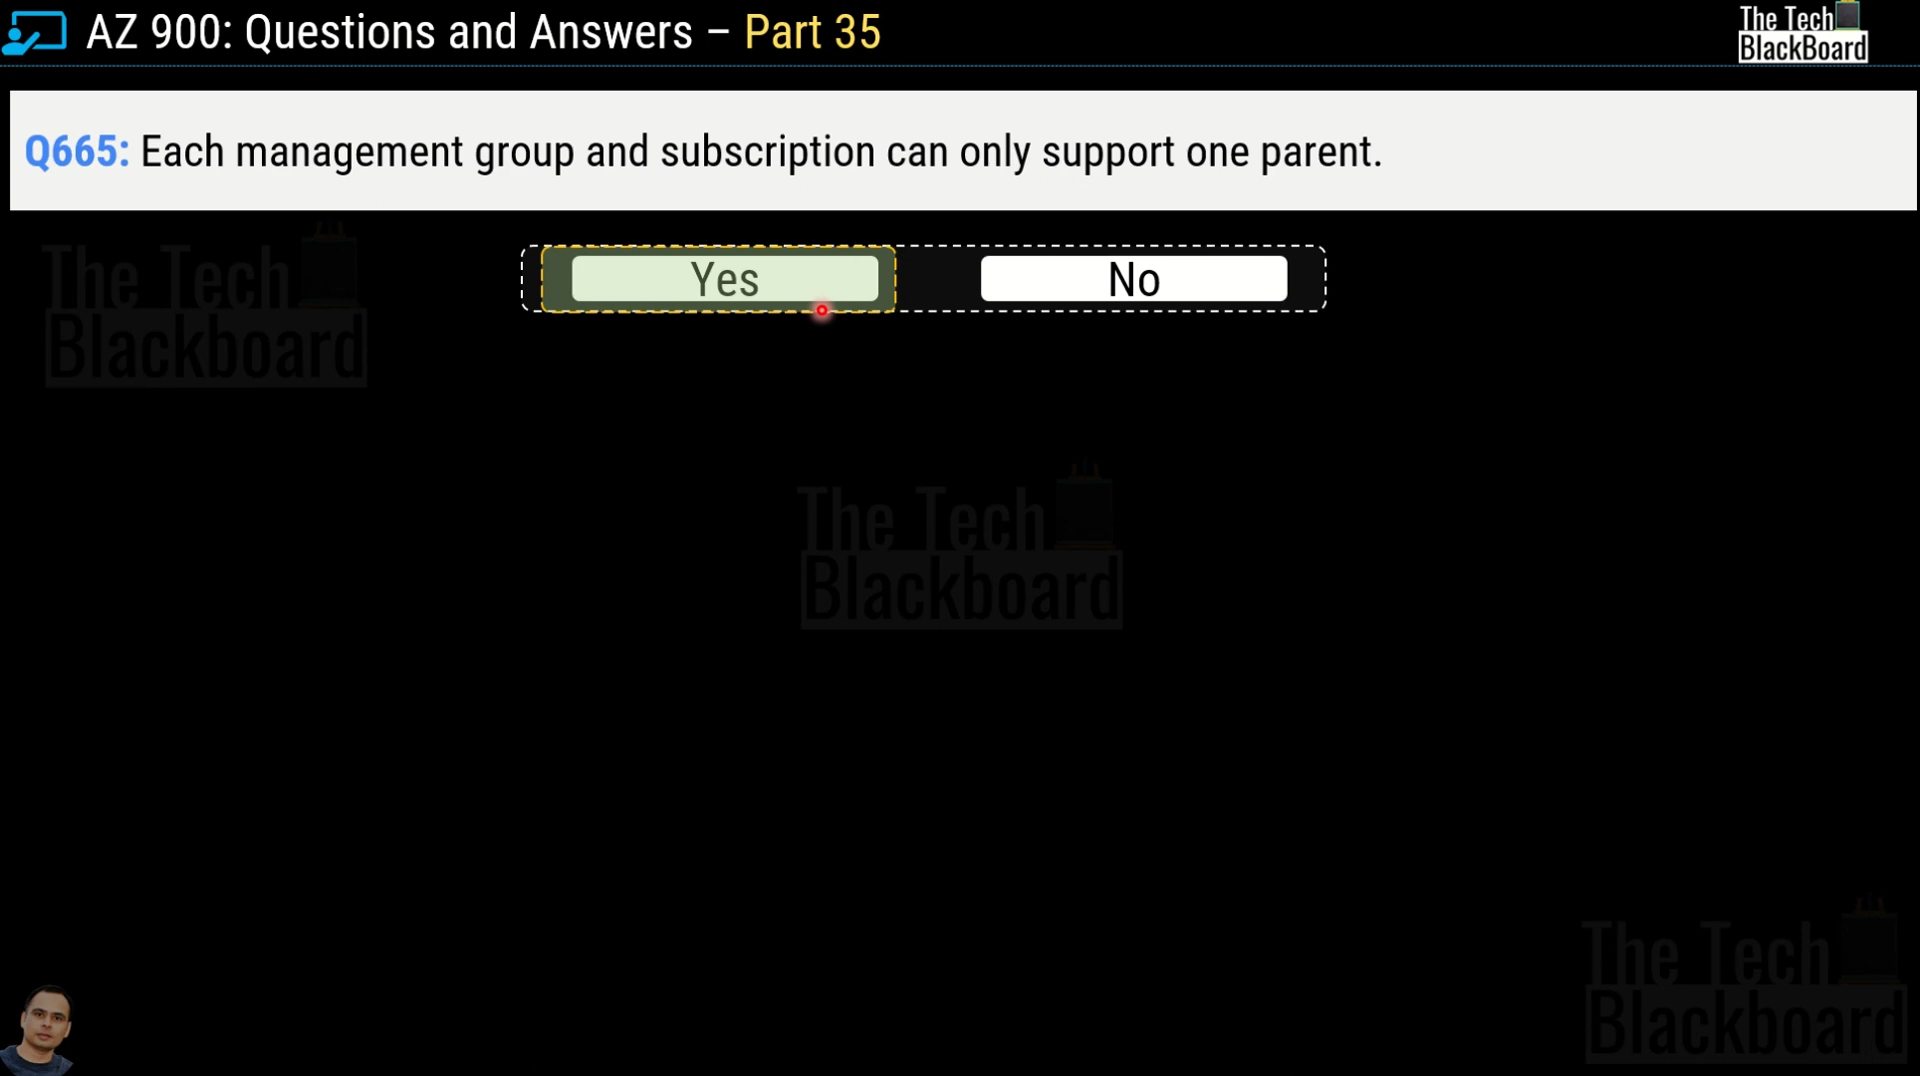 AZ 900: Questions and Answers – Part 35
The Tech
BlackBoard
Q665: Each management group and subscription can only support one parent.
Yes No
The Tech
Blackboard
The Tech
Blackboard
The Tech
Blackboard